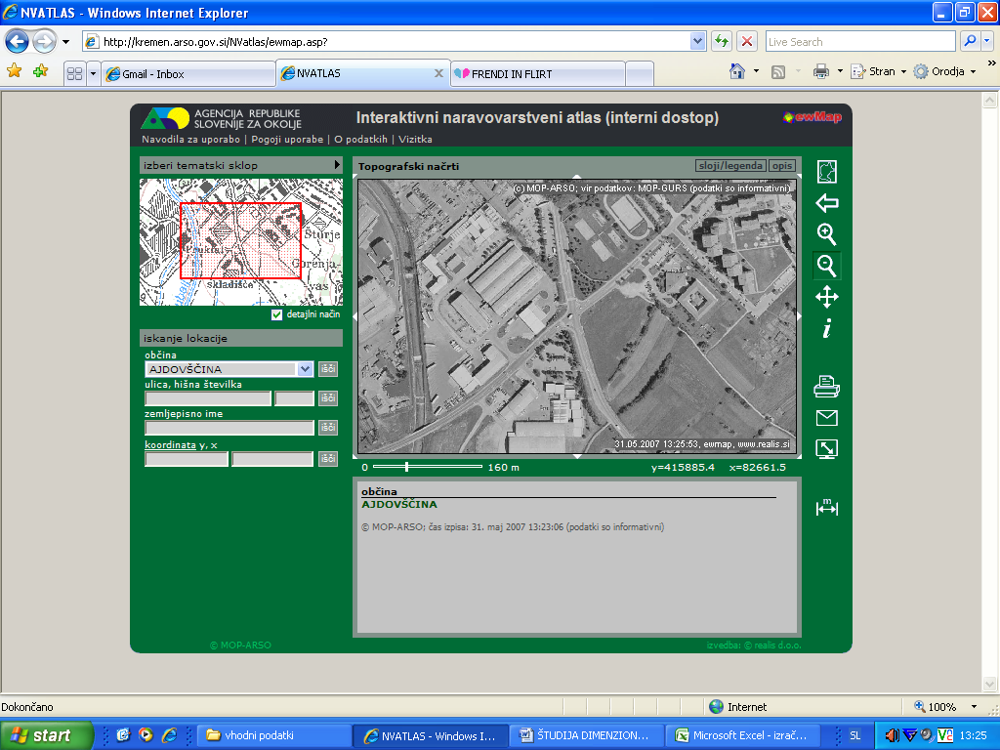 NVATLAS - Windows Internet Explorer
http://kremen.arso.gov.si/NVatlas/ewmap.asp?
Live Search
Gmail - Inbox
NVATLAS
FRENDI IN FLIRT
Stran
Orodja
AGENCIJA REPUBLIKE
SLOVENIJE ZA OKOLJE
Interaktivni naravovarstveni atlas (interni dostop)
ewMap
Navodila za uporabo | Pogoji uporabe | O podatkih | Vizitka
izberi tematski sklop
Topografski načrti
sloji/legenda
opis
(c) MOP-ARSO; vir podatkov: MOP-GURS (podatki so informativni)
Šturje
Gorenja
vas
skladišče
detajlni način
iskanje lokacije
občina
AJDOVŠČINA
išči
ulica, hišna številka
išči
zemljepisno ime
išči
koordinata y, x
išči
31.05.2007 13:25:53, ewmap, www.realis.si
0
160 m
y=415885.4
x=82661.5
občina
AJDOVŠČINA
© MOP-ARSO; čas izpisa: 31. maj 2007 13:23:06 (podatki so informativni)
© MOP-ARSO
izvedba: © realis d.o.o.
Dokončano
Internet
100%
start
vhodni podatki
NVATLAS - Windows I...
ŠTUDIJA DIMENZION...
Microsoft Excel - izrač...
SL
13:25